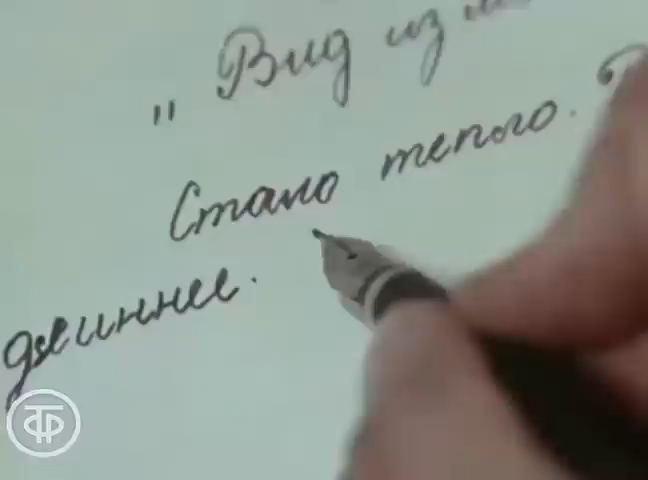 „Вид из
Стало тепло.
длиннее.